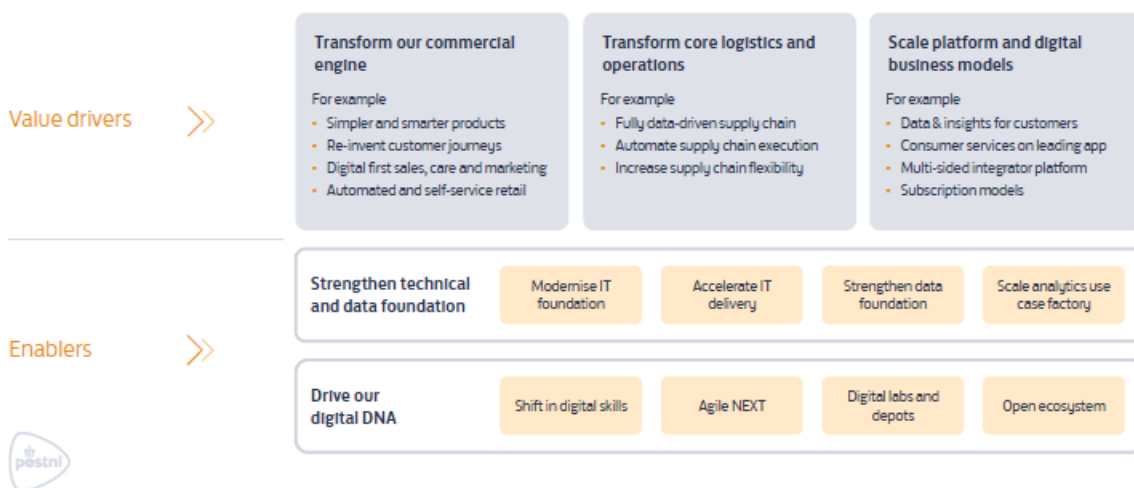 Value drivers
Transform our commercial
engine
For example
• Simpler and smarter products
• Re-invent customer journeys
• Digital first sales, care and marketing
• Automated and self-service retail
Transform core logistics and
operations
For example
• Fully data-driven supply chain
• Automate supply chain execution
• Increase supply chain flexibility
Scale platform and digital
business models
For example
• Data & insights for customers
• Consumer services on leading app
• Multi-sided integrator platform
• Subscription models
Enablers
Strengthen technical
and data foundation
Modernise IT
foundation
Accelerate IT
delivery
Strengthen data
foundation
Scale analytics use
case factory
Drive our
digital DNA
Shift in digital skills
Agile NEXT
Digital labs and
depots
Open ecosystem
postnl